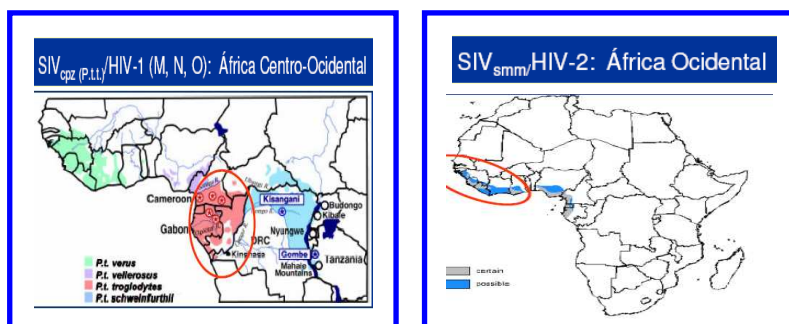 SIVcpz (P.t.t.)/HIV-1 (M, N, O): África Centro-Ocidental
Cameroon
Gabon
Kisangani
Budongo
Kibale
Nyungwe
DRC
Kinshasa
Gombe
Mahale
Mountains
Tanzania
P.t. verus
P.t. vellerosus
P.t. troglodytes
P.t. schweinfurthii
SIVsmm/HIV-2: África Ocidental
certain
possible